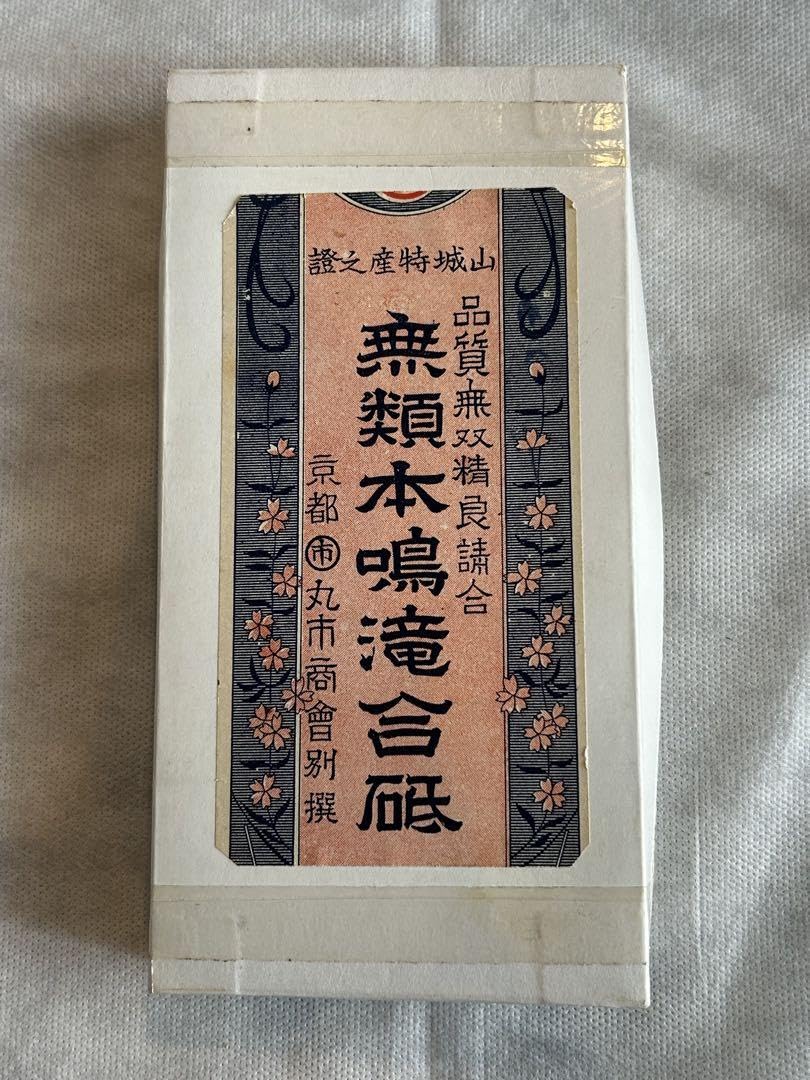 山城特産之證
品質無双精良請合
無類本鳴滝合砥
京都㊞丸市商會別撰